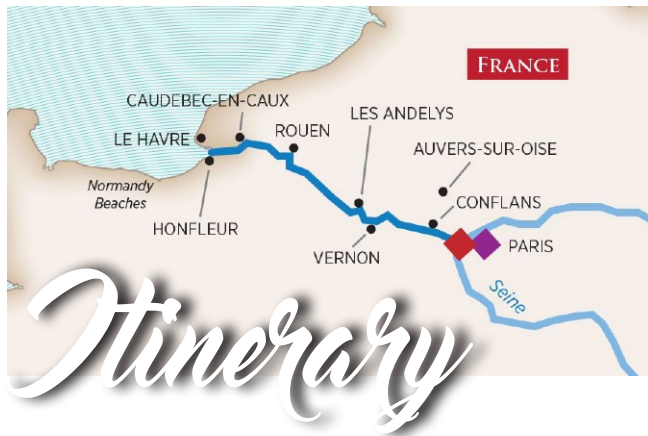 FRANCE
CAUDEBEC-EN-CAUX
LES ANDELYS
LE HAVRE
ROUEN
AUVERS-SUR-OISE
Normandy
Beaches
CONFLANS
HONFLEUR
VERNON
PARIS
Seine
Itinerary